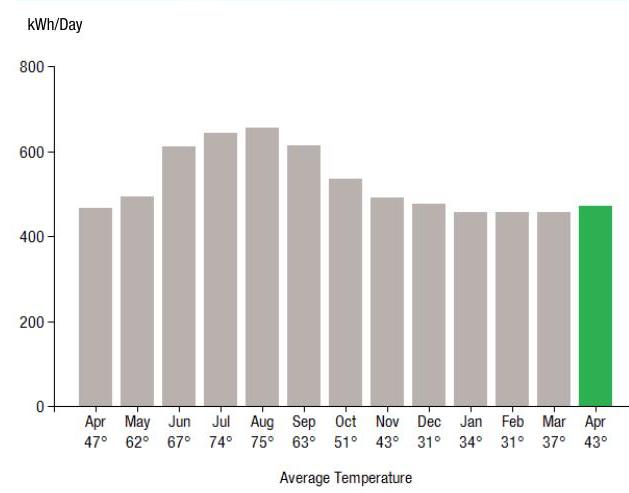 kWh/Day
800
600
400
200
0
Apr May Jun Jul Aug Sep Oct Nov Dec Jan Feb Mar Apr
47° 62° 67° 74° 75° 63° 51° 43° 31° 34° 31° 37° 43°
Average Temperature